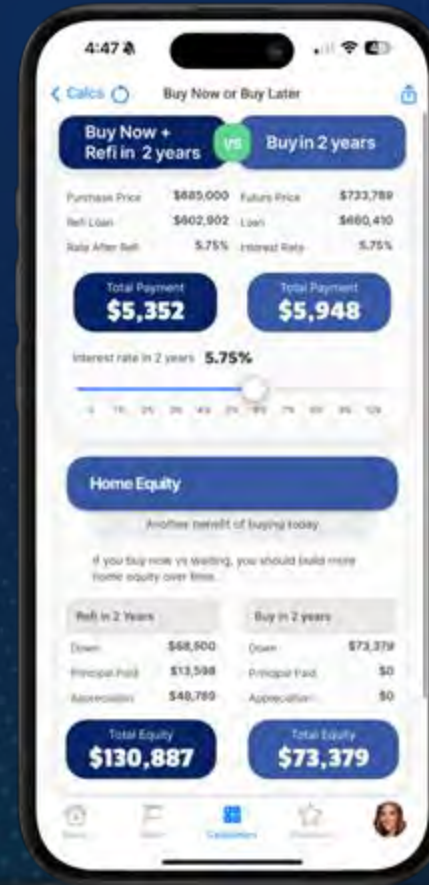 4:47
Calcs
Buy Now or Buy Later
Buy Now +
Refi in 2 years
VS
Buy in 2 years
Purchase Price $685,000 Future Price $733,789
Refi Loan $602,902 Loan $660,410
Rate After Refi 5.75% Interest Rate 5.75%
Total Payment
$5,352
Total Payment
$5,948
Interest rate in 2 years 5.75%
Home Equity
Another benefit of buying today
If you buy now vs waiting, you should build more
home equity over time.
Refi in 2 Years
Buy in 2 years
Down $68,500 Down $73,379
Principal Paid $13,598 Principal Paid $0
Appreciation $48,789 Appreciation $0
Total Equity
$130,887
Total Equity
$73,379
Calculators